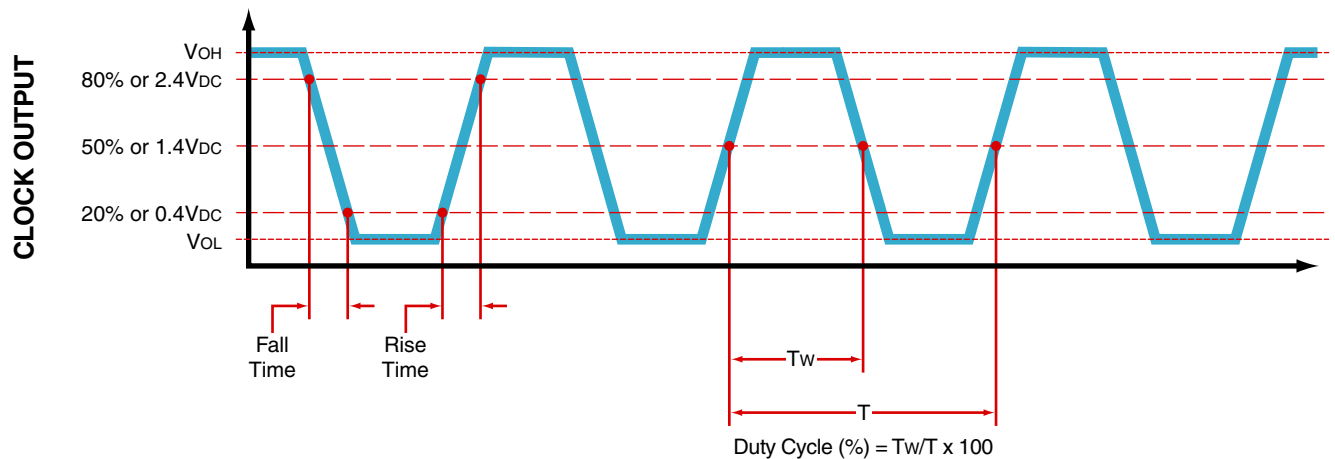 CLOCK OUTPUT
VOH
80% or 2.4VDC
50% or 1.4VDC
20% or 0.4VDC
VOL
Fall
Time
Rise
Time
TW
T
Duty Cycle (%) = TW/T x 100